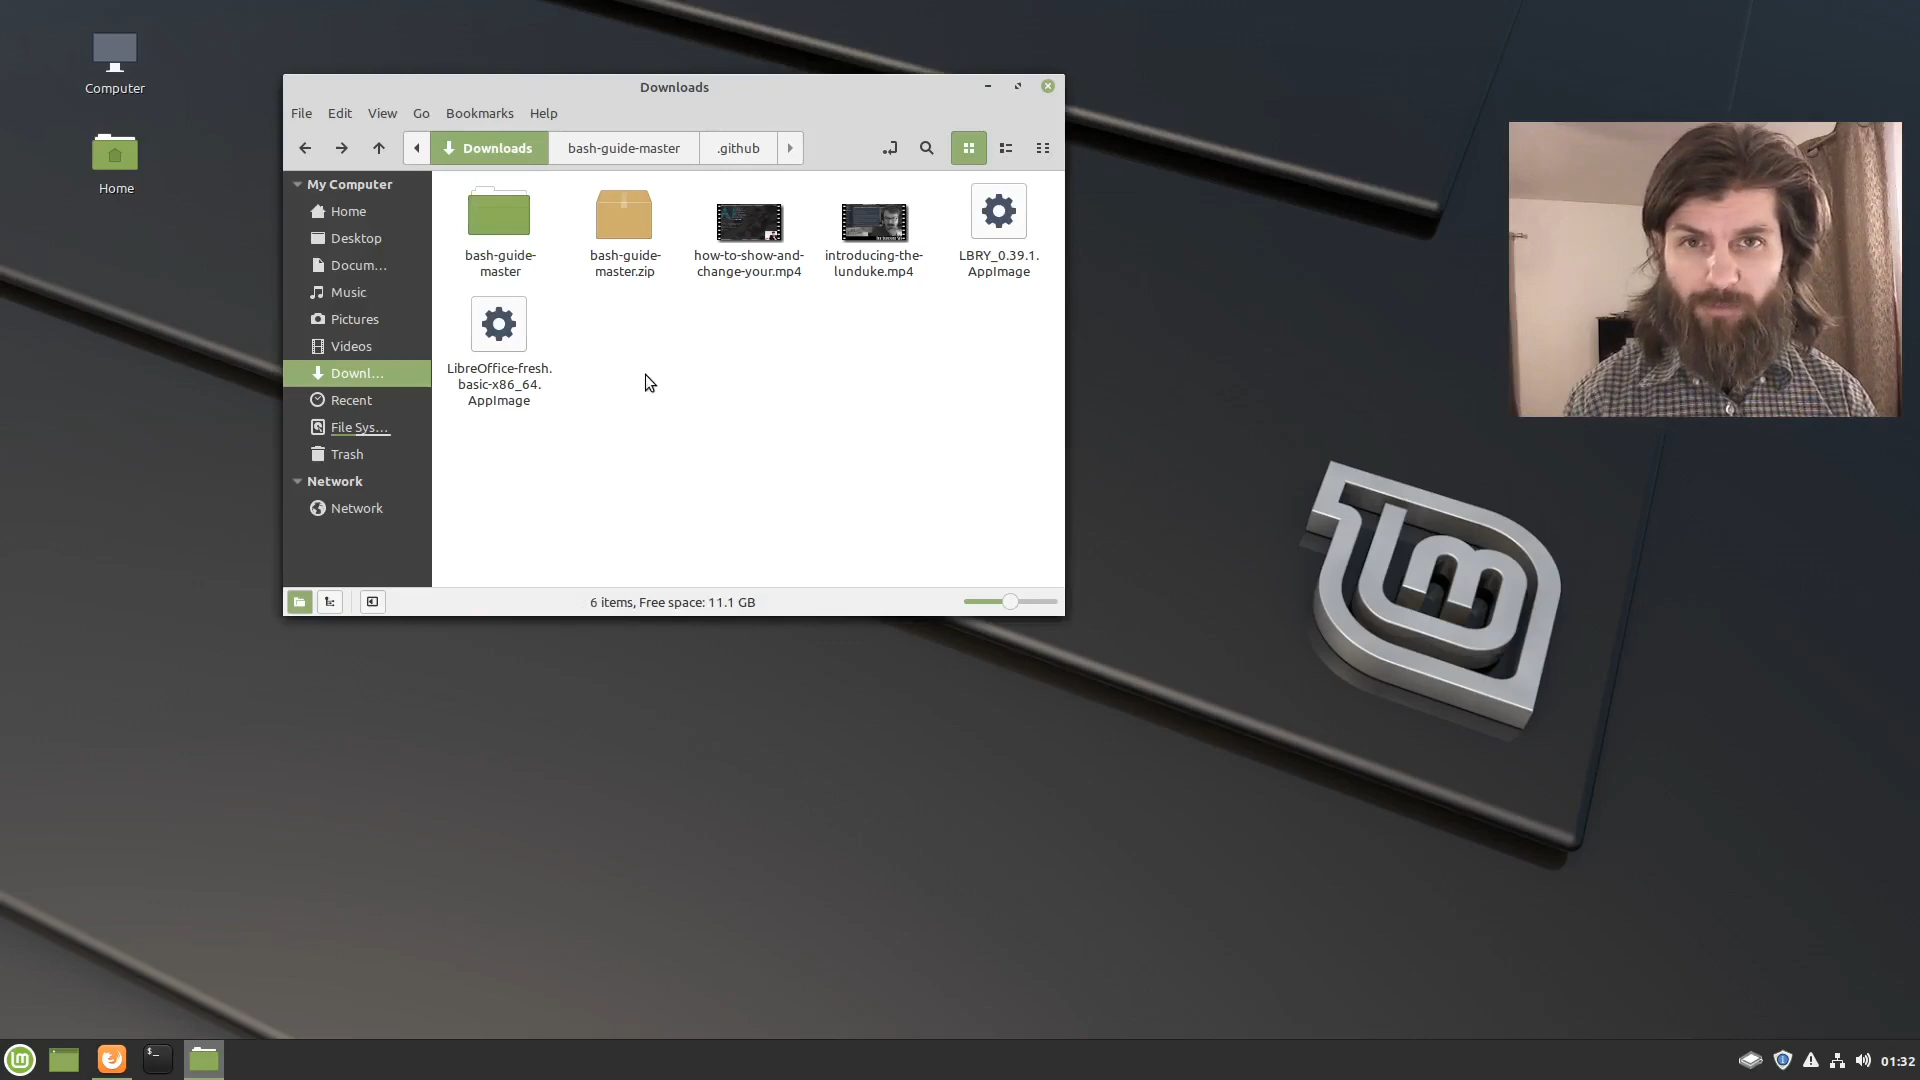 Computer
Home
Downloads
File Edit View Go Bookmarks Help
Downloads bash-guide-master .github
My Computer
Home
Desktop
Docum...
Music
Pictures
Videos
Downl...
Recent
File Sys...
Trash
Network
Network
bash-guide-
master
bash-guide-
master.zip
how-to-show-and-
change-your.mp4
introducing-the-
lunduke.mp4
LBRY_0.39.1.
AppImage
LibreOffice-fresh.
basic-x86_64.
AppImage
6 items, Free space: 11.1 GB
lm
lm
$_
01:32